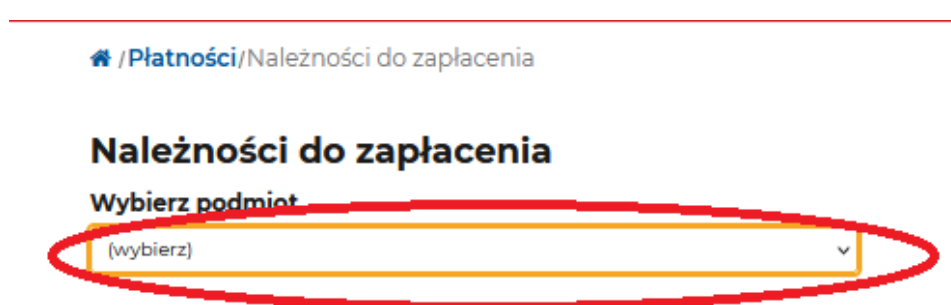 /Płatności/Należności do zapłacenia
Należności do zapłacenia
Wybierz podmiot
(wybierz)